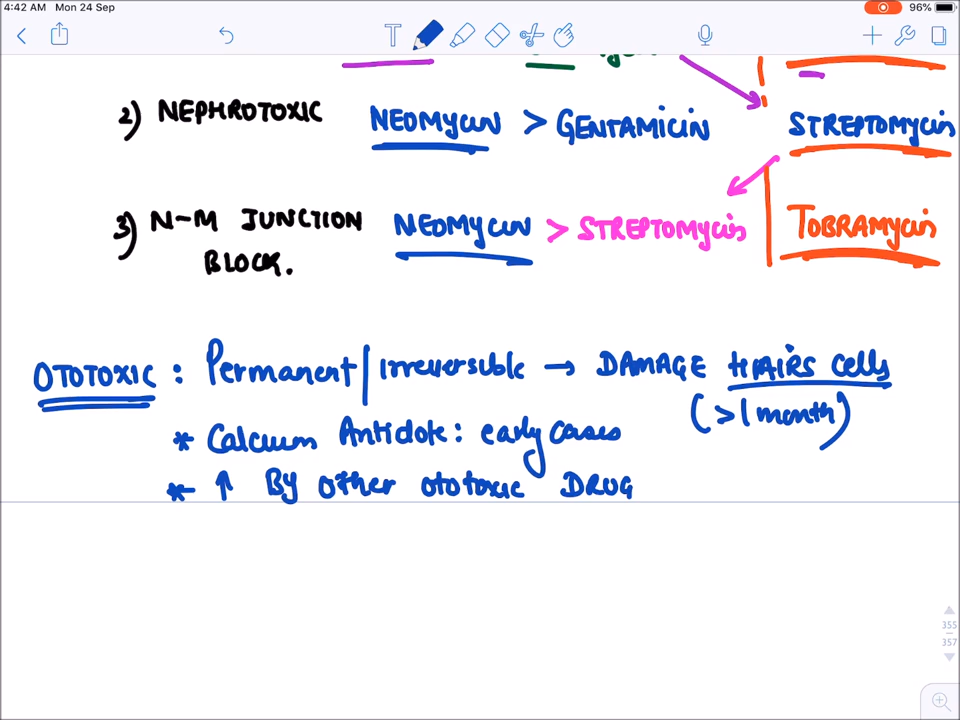 4:42 AM Mon 24 Sep 96%
2) NEPHROTOXIC NEOMYCIN > GENTAMICIN STREPTOMYCIN
3) N-M JUNCTION NEOMYCIN > STREPTOMYCIN TOBRAMYCIN
BLOCK.
OTOTOXIC : Permanent / Irreversible → DAMAGE HAIRS Cells
(>1 month)
* Calcium Antidote : early cases
* ↑ By other ototoxic DRUG
355
357